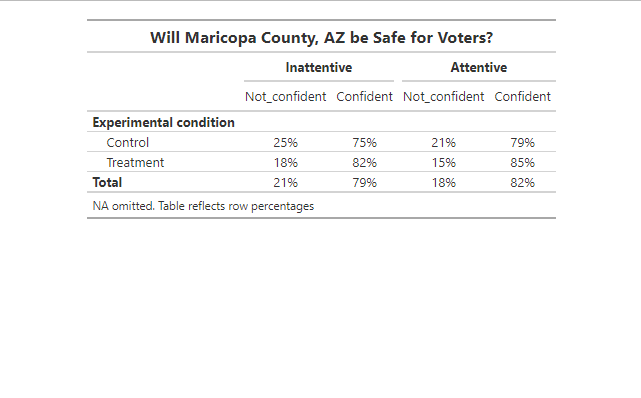 Will Maricopa County, AZ be Safe for Voters?
Inattentive Attentive
Not_confident Confident Not_confident Confident
Experimental condition
Control 25% 75% 21% 79%
Treatment 18% 82% 15% 85%
Total 21% 79% 18% 82%
NA omitted. Table reflects row percentages